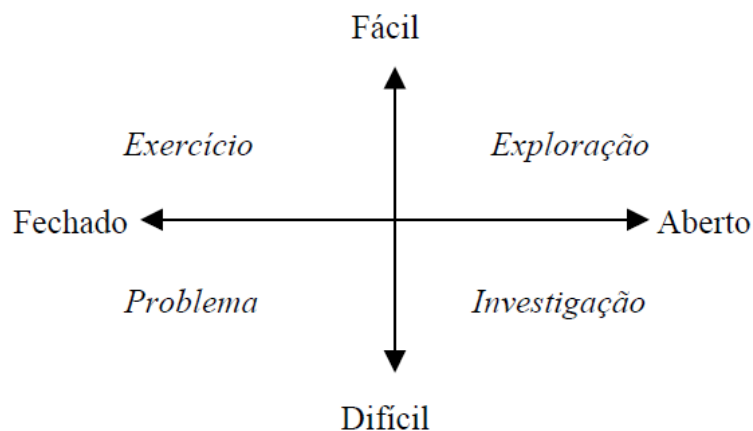 Fácil
Exercício Exploração
Fechado Aberto
Problema Investigação
Difícil